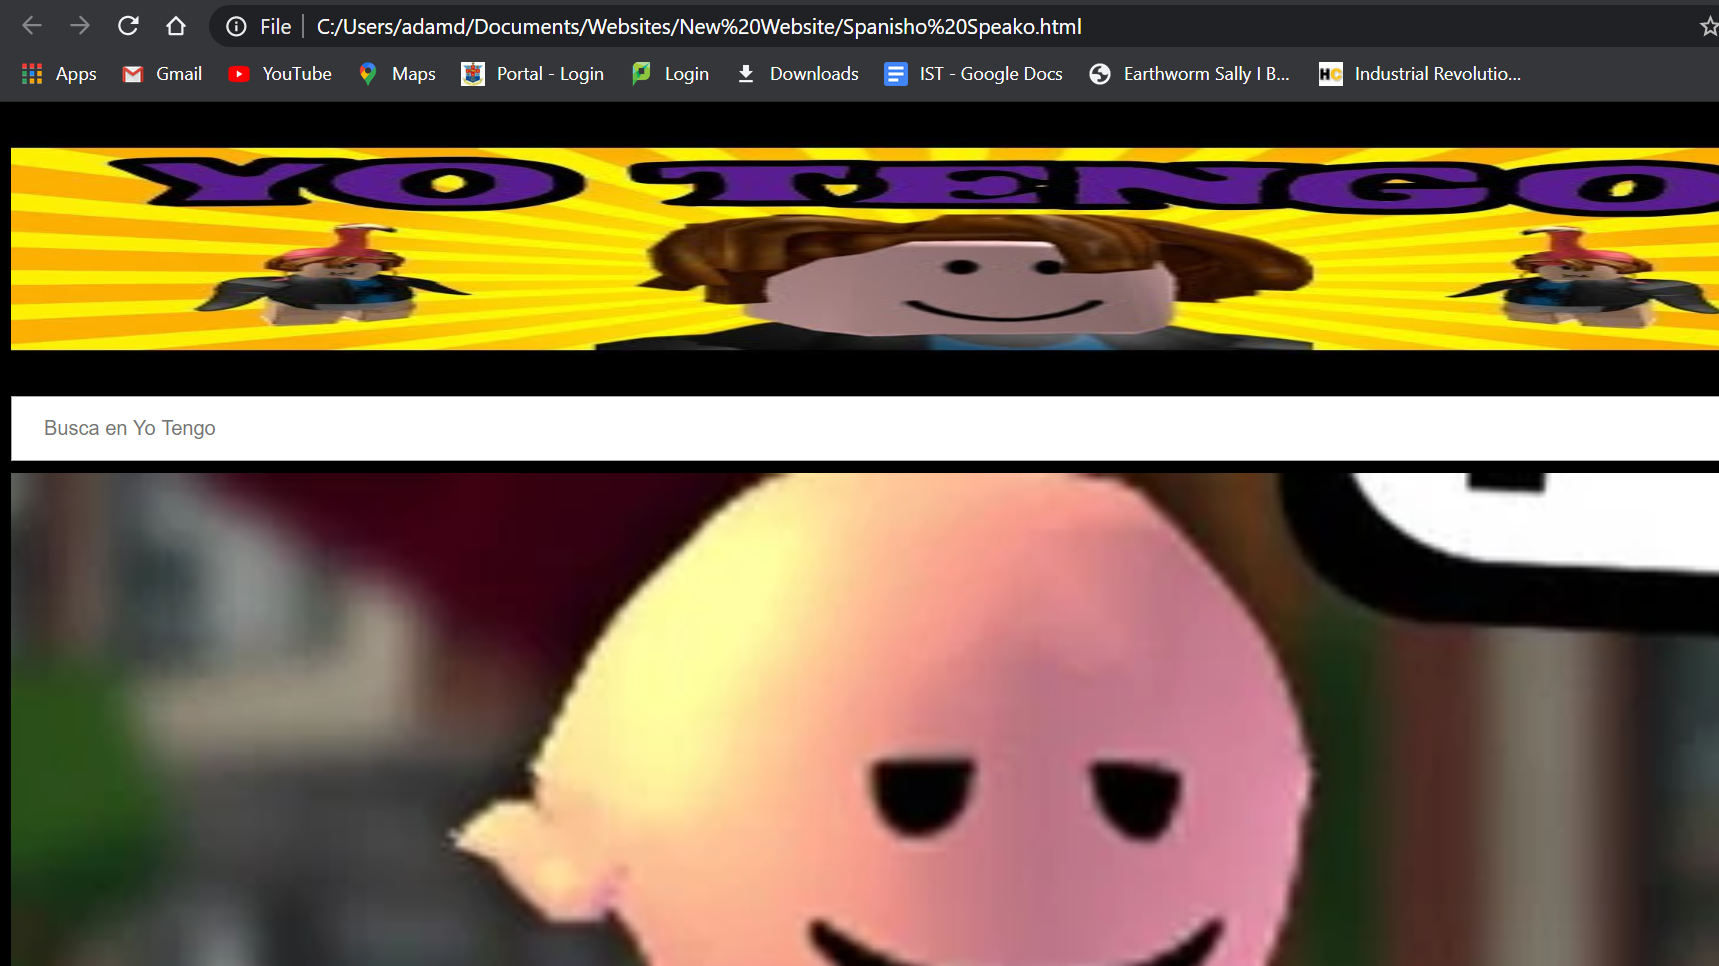 File C:/Users/adamd/Documents/Websites/New%20Website/Spanisho%20Speako.html
Apps Gmail YouTube Maps Portal - Login Login Downloads IST - Google Docs Earthworm Sally I B... Industrial Revolutio...
YO TENGO
Busca en Yo Tengo